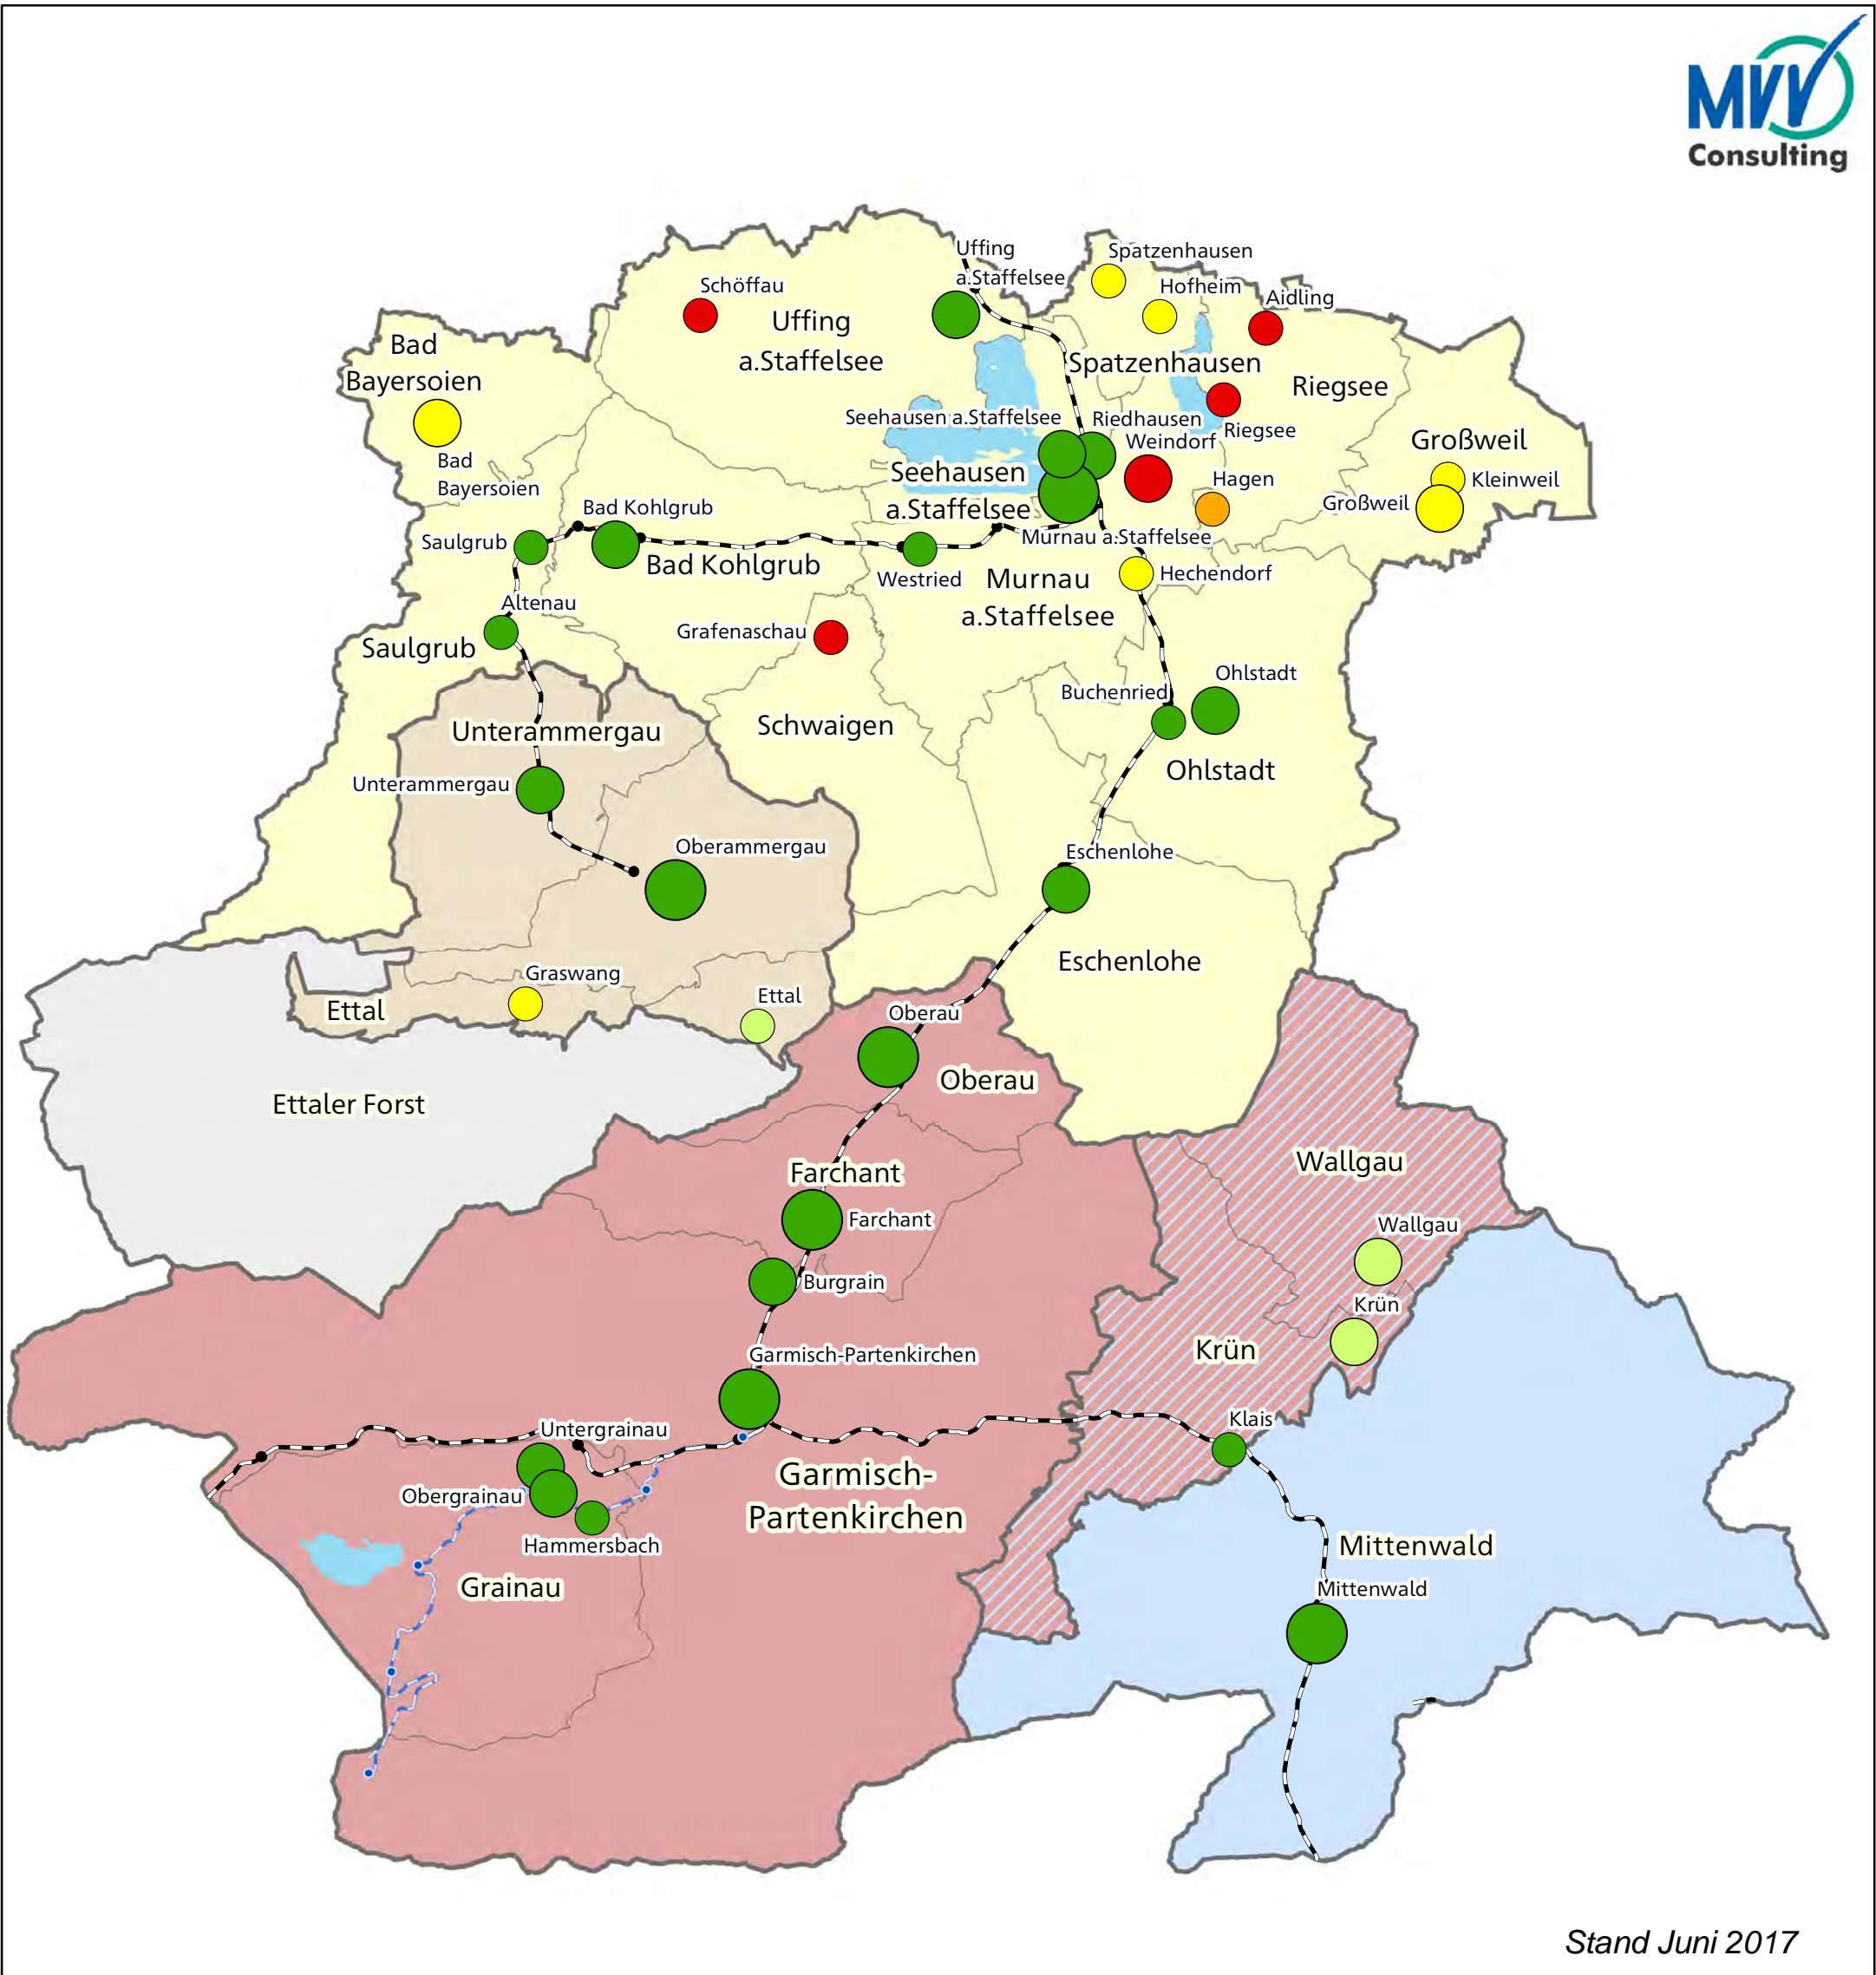 MVV
Consulting
Uffing
a.Staffelsee
Spatzenhausen
Hofheim
Aidling
Schöffau
Uffing
a.Staffelsee
Bad
Bayersoien
Spatzenhausen
Riegsee
Seehausen a.Staffelsee
Riedhausen
Weindorf
Riegsee
Großweil
Bad
Bayersoien
Seehausen
a.Staffelsee
Hagen
Kleinweil
Großweil
Bad Kohlgrub
Saulgrub
Bad Kohlgrub
Murnau a.Staffelsee
Westried
Murnau
a.Staffelsee
Hechendorf
Altenau
Saulgrub
Grafenaschau
Ohlstadt
Buchenried
Unterammergau
Schwaigen
Ohlstadt
Unterammergau
Oberammergau
Eschenlohe
Eschenlohe
Graswang
Ettal
Ettal
Oberau
Oberau
Ettaler Forst
Wallgau
Farchant
Farchant
Wallgau
Burgrain
Krün
Krün
Garmisch-Partenkirchen
Klais
Untergrainau
Garmisch-
Partenkirchen
Obergrainau
Hammersbach
Grainau
Mittenwald
Mittenwald
Stand Juni 2017